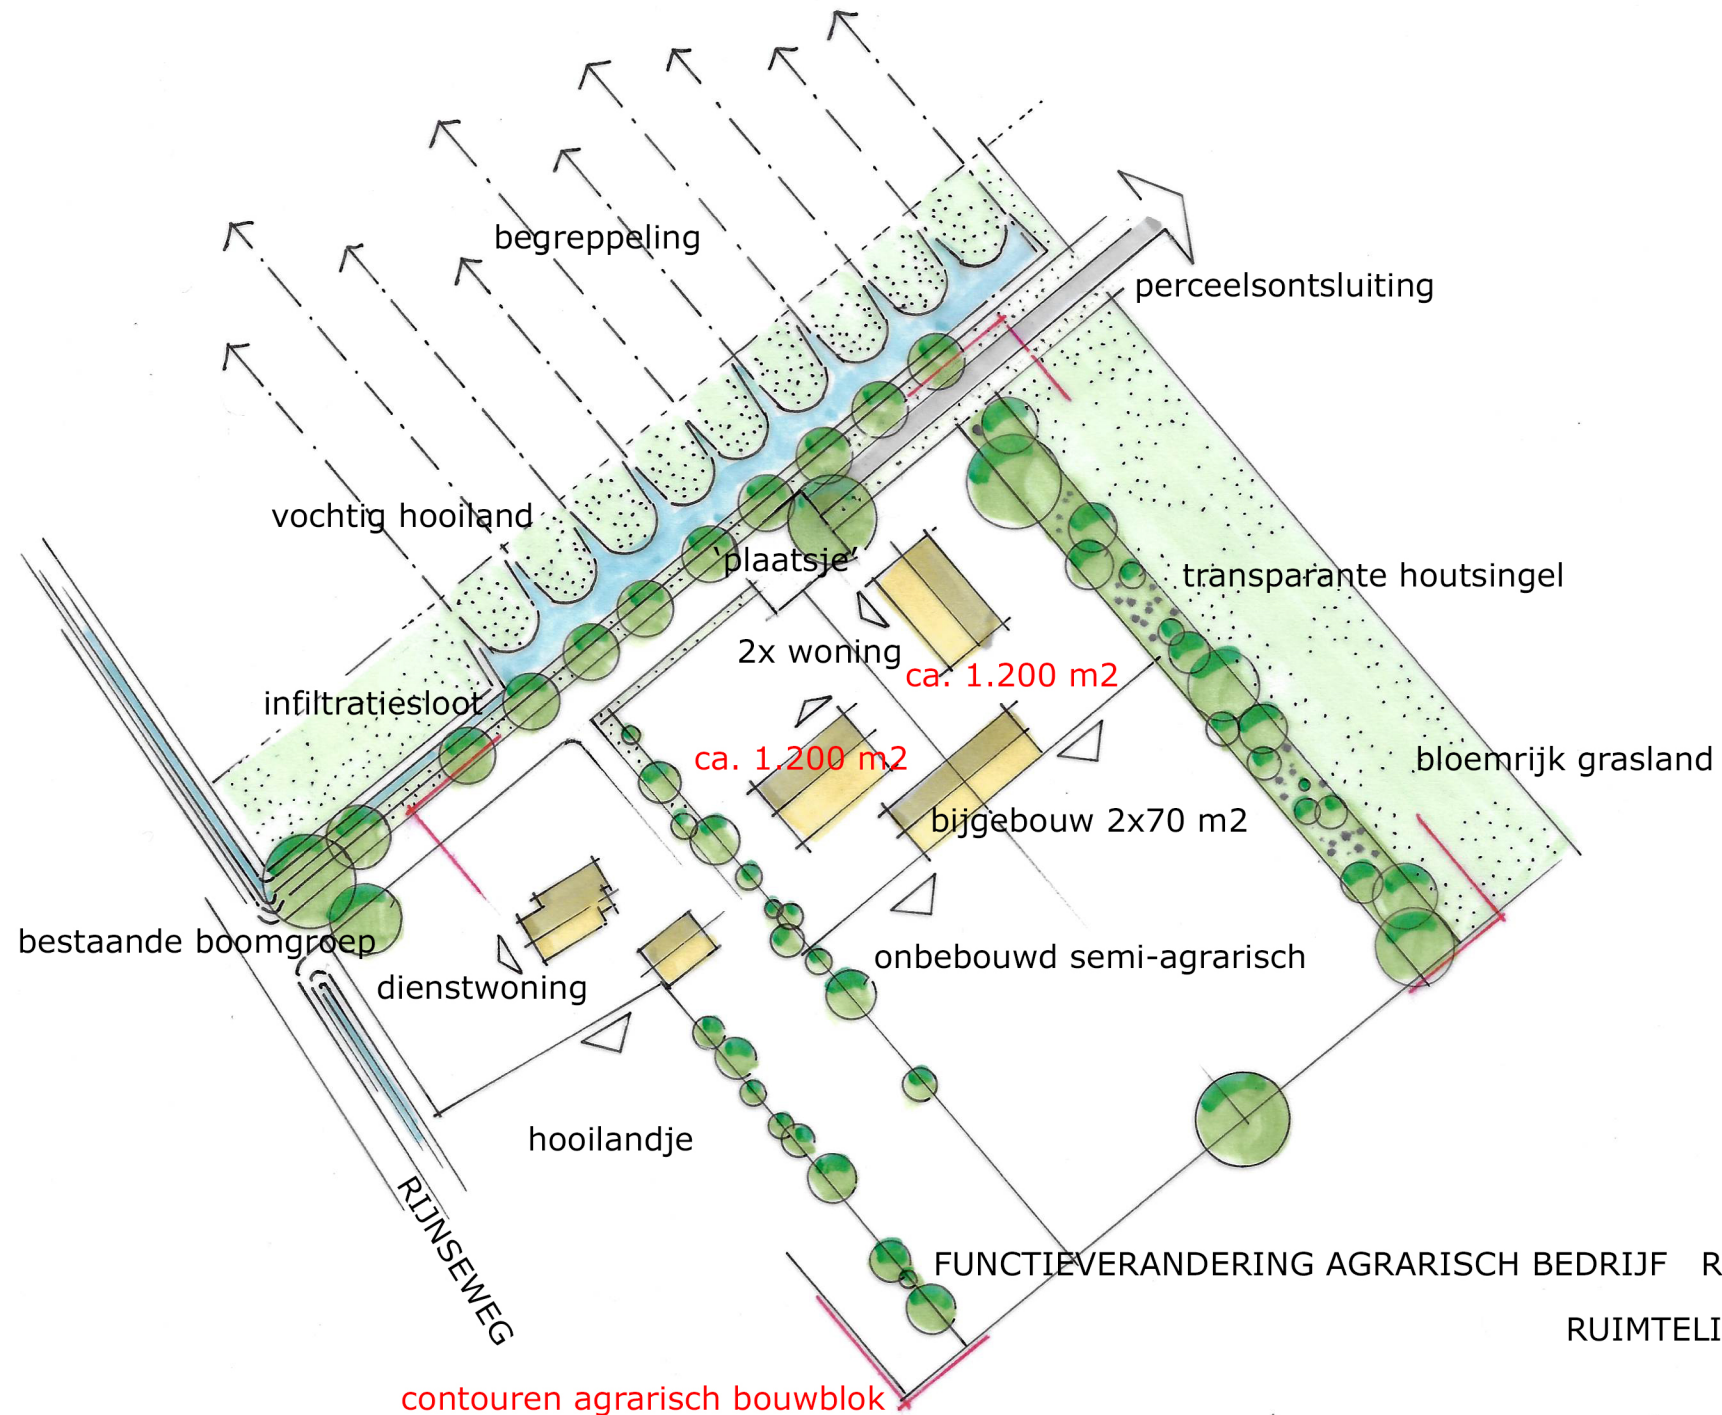 begreppeling
perceelsontsluiting
vochtig hooiland
‘plaatsje’
transparante houtsingel
2x woning
ca. 1.200 m2
infiltratiesloot
ca. 1.200 m2
bloemrijk grasland
bijgebouw 2x70 m2
bestaande boomgroep
onbebouwd semi-agrarisch
dienstwoning
hooilandje
RIJNSEWEG
FUNCTIEVERANDERING AGRARISCH BEDRIJF R
RUIMTELI
contouren agrarisch bouwblok